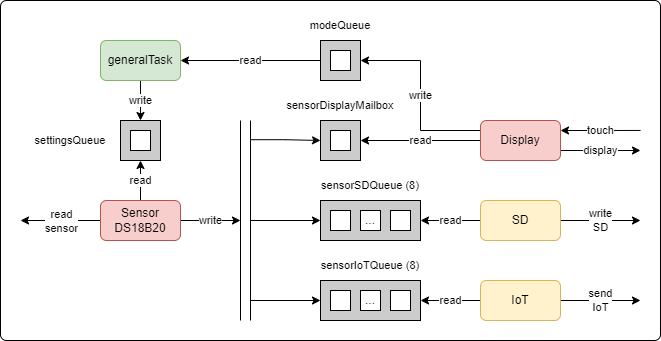 modeQueue
generalTask
read
write
write
sensorDisplayMailbox
settingsQueue
read
Display
touch
display
read
sensorSDQueue (8)
read
sensor
Sensor
DS18B20
write
...
read
SD
write
SD
sensorIoTQueue (8)
...
read
IoT
send
IoT